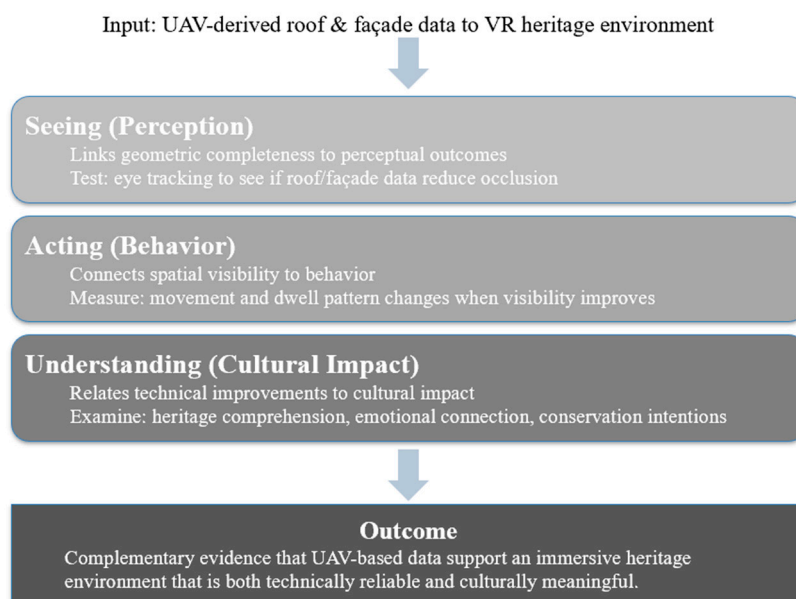 Input: UAV-derived roof & façade data to VR heritage environment
Seeing (Perception)
Links geometric completeness to perceptual outcomes
Test: eye tracking to see if roof/façade data reduce occlusion
Acting (Behavior)
Connects spatial visibility to behavior
Measure: movement and dwell pattern changes when visibility improves
Understanding (Cultural Impact)
Relates technical improvements to cultural impact
Examine: heritage comprehension, emotional connection, conservation intentions
Outcome
Complementary evidence that UAV-based data support an immersive heritage
environment that is both technically reliable and culturally meaningful.